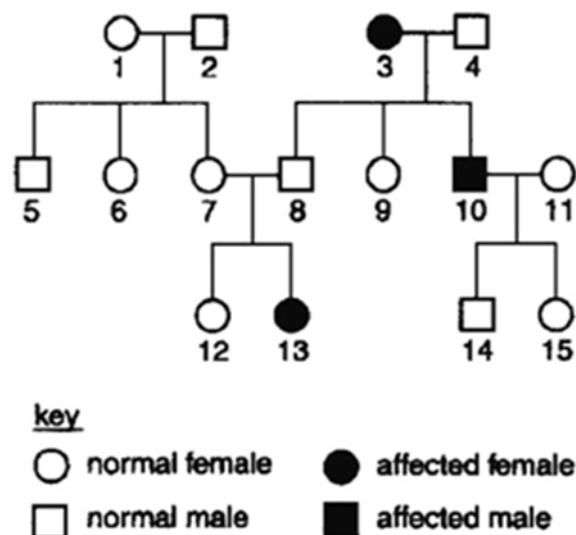 1 2 3 4
5 6 7 8 9 10 11
12 13 14 15
key
normal female affected female
normal male affected male